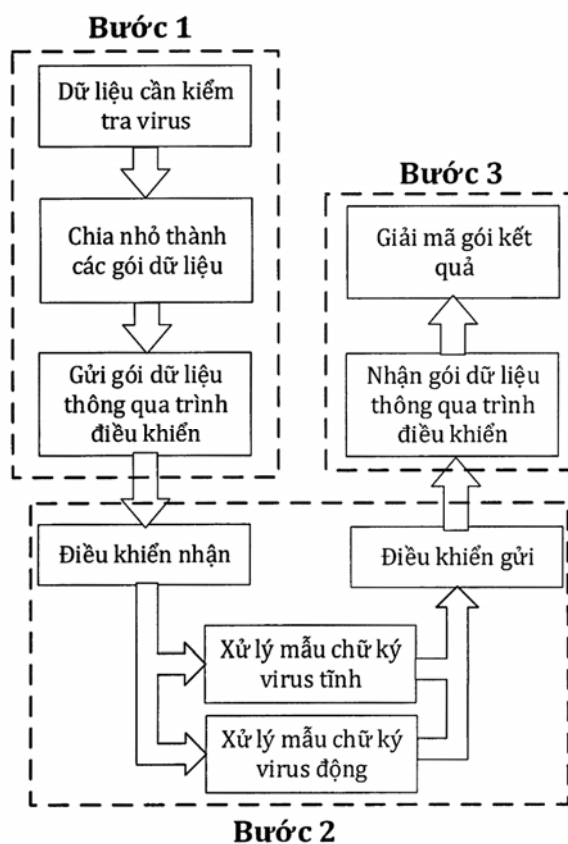 Bước 1
Dữ liệu cần kiểm
tra virus
Chia nhỏ thành
các gói dữ liệu
Gửi gói dữ liệu
thông qua trình
điều khiển
Bước 3
Giải mã gói kết
quả
Nhận gói dữ liệu
thông qua trình
điều khiển
Điều khiển nhận
Điều khiển gửi
Xử lý mẫu chữ ký
virus tĩnh
Xử lý mẫu chữ ký
virus động
Bước 2